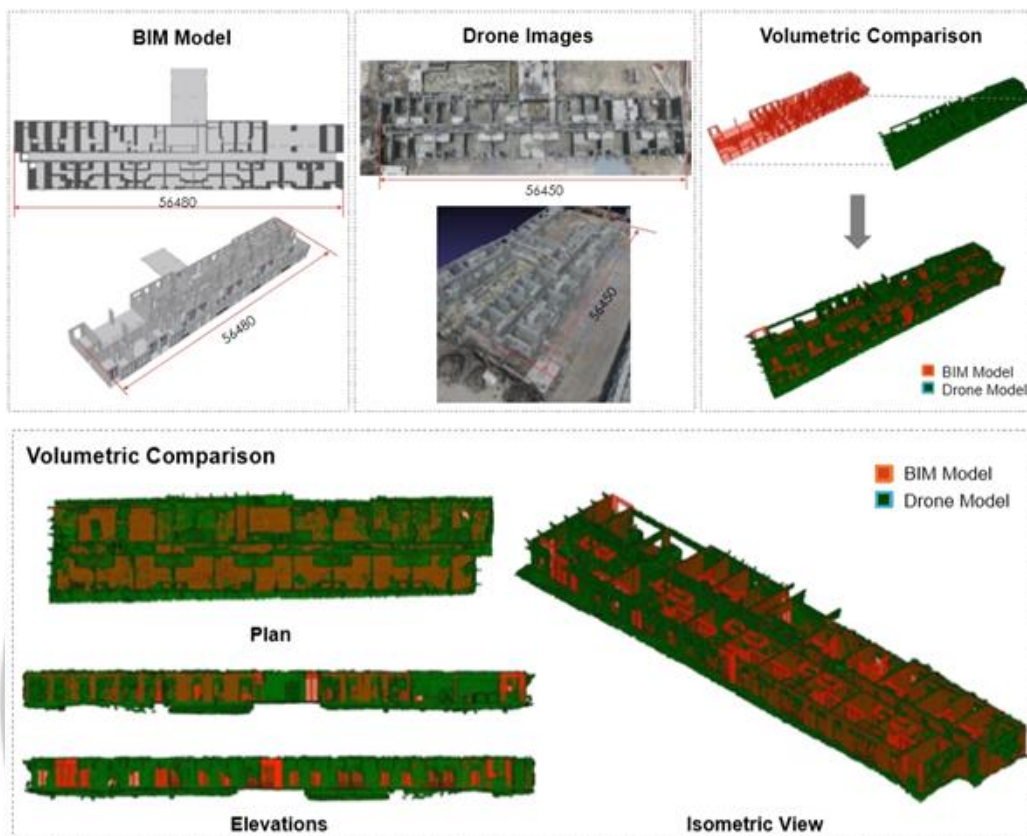 BIM Model
56480
56480
Drone Images
56450
56450
Volumetric Comparison
BIM Model
Drone Model
Volumetric Comparison
BIM Model
Drone Model
Plan
Elevations
Isometric View